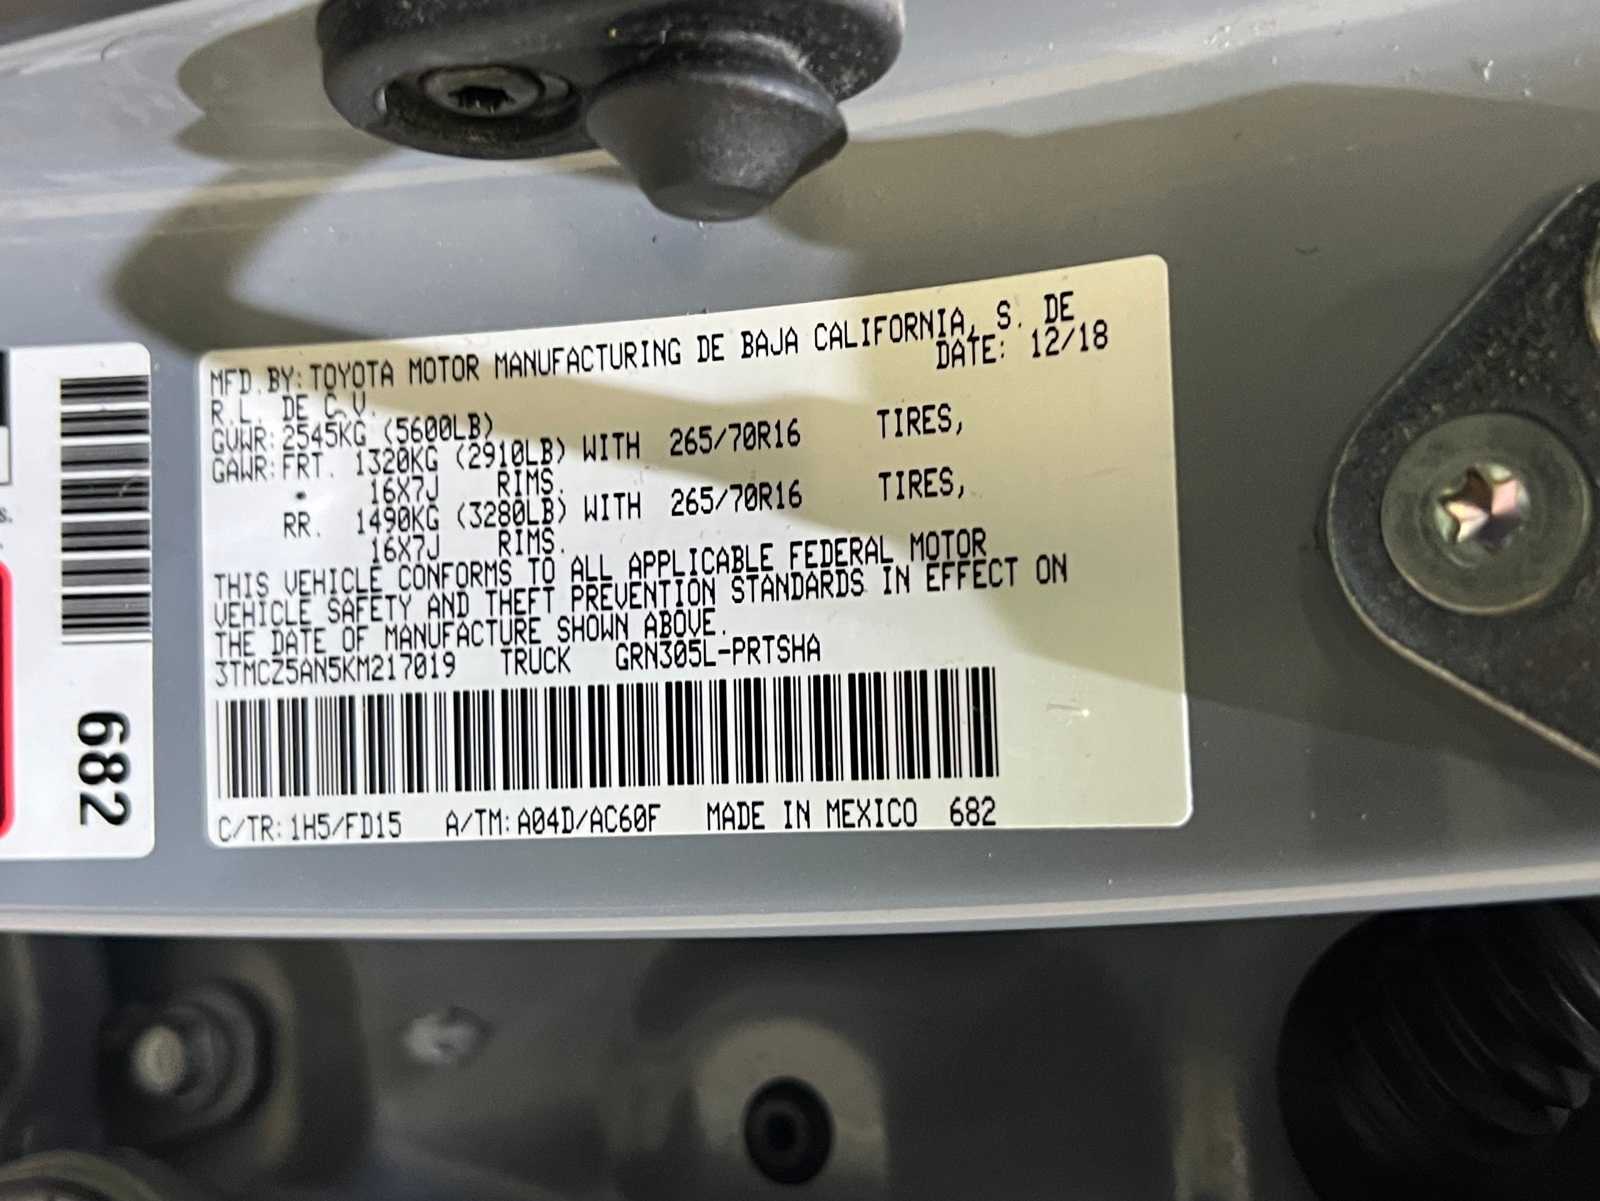 MFD.BY:TOYOTA MOTOR MANUFACTURING DE BAJA CALIFORNIA, S. DE
R.L. DE C.V. DATE: 12/18
GVWR:2545KG (5600LB)
GAWR:FRT. 1320KG (2910LB) WITH 265/70R16 TIRES,
16X7J RIMS.
RR. 1490KG (3280LB) WITH 265/70R16 TIRES,
16X7J RIMS.
THIS VEHICLE CONFORMS TO ALL APPLICABLE FEDERAL MOTOR
VEHICLE SAFETY AND THEFT PREVENTION STANDARDS IN EFFECT ON
THE DATE OF MANUFACTURE SHOWN ABOVE.
3TMCZ5AN5KM217019 TRUCK GRN305L-PRTSHA
C/TR:1H5/FD15 A/TM:A04D/AC60F MADE IN MEXICO 682
682